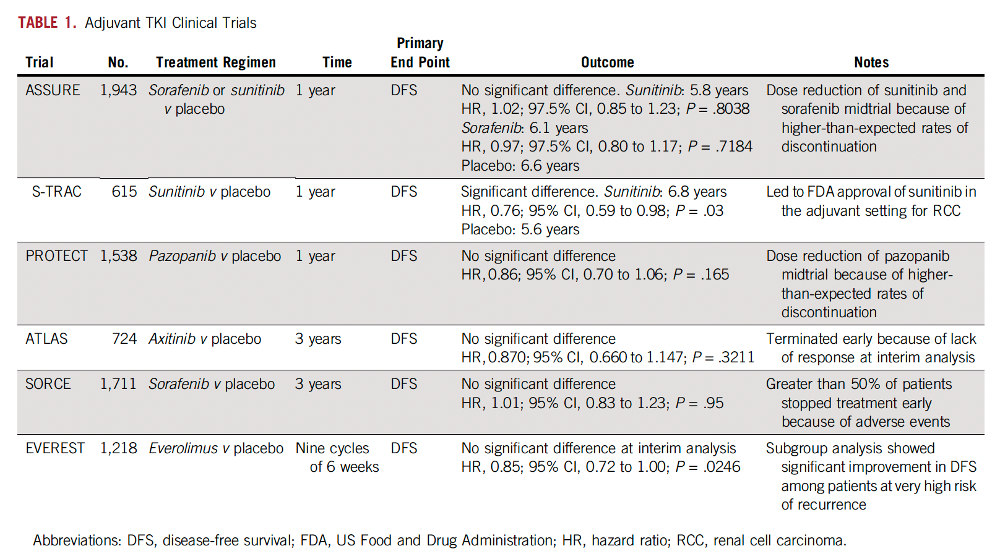 TABLE 1. Adjuvant TKI Clinical Trials
Primary
Trial No. Treatment Regimen Time End Point Outcome Notes
ASSURE 1,943 Sorafenib or sunitinib 1 year DFS No significant difference. Sunitinib: 5.8 years Dose reduction of sunitinib and
v placebo HR, 1.02; 97.5% CI, 0.85 to 1.23; P = .8038 sorafenib midtrial because of
Sorafenib: 6.1 years higher-than-expected rates of
HR, 0.97; 97.5% CI, 0.80 to 1.17; P = .7184 discontinuation
Placebo: 6.6 years
S-TRAC 615 Sunitinib v placebo 1 year DFS Significant difference. Sunitinib: 6.8 years Led to FDA approval of sunitinib in
HR, 0.76; 95% CI, 0.59 to 0.98; P = .03 the adjuvant setting for RCC
Placebo: 5.6 years
PROTECT 1,538 Pazopanib v placebo 1 year DFS No significant difference Dose reduction of pazopanib
HR, 0.86; 95% CI, 0.70 to 1.06; P = .165 midtrial because of higher-
than-expected rates of
discontinuation
ATLAS 724 Axitinib v placebo 3 years DFS No significant difference Terminated early because of lack
HR, 0.870; 95% CI, 0.660 to 1.147; P = .3211 of response at interim analysis
SORCE 1,711 Sorafenib v placebo 3 years DFS No significant difference Greater than 50% of patients
HR, 1.01; 95% CI, 0.83 to 1.23; P = .95 stopped treatment early
because of adverse events
EVEREST 1,218 Everolimus v placebo Nine cycles DFS No significant difference at interim analysis Subgroup analysis showed
of 6 weeks HR, 0.85; 95% CI, 0.72 to 1.00; P = .0246 significant improvement in DFS
among patients at very high risk
of recurrence
Abbreviations: DFS, disease-free survival; FDA, US Food and Drug Administration; HR, hazard ratio; RCC, renal cell carcinoma.